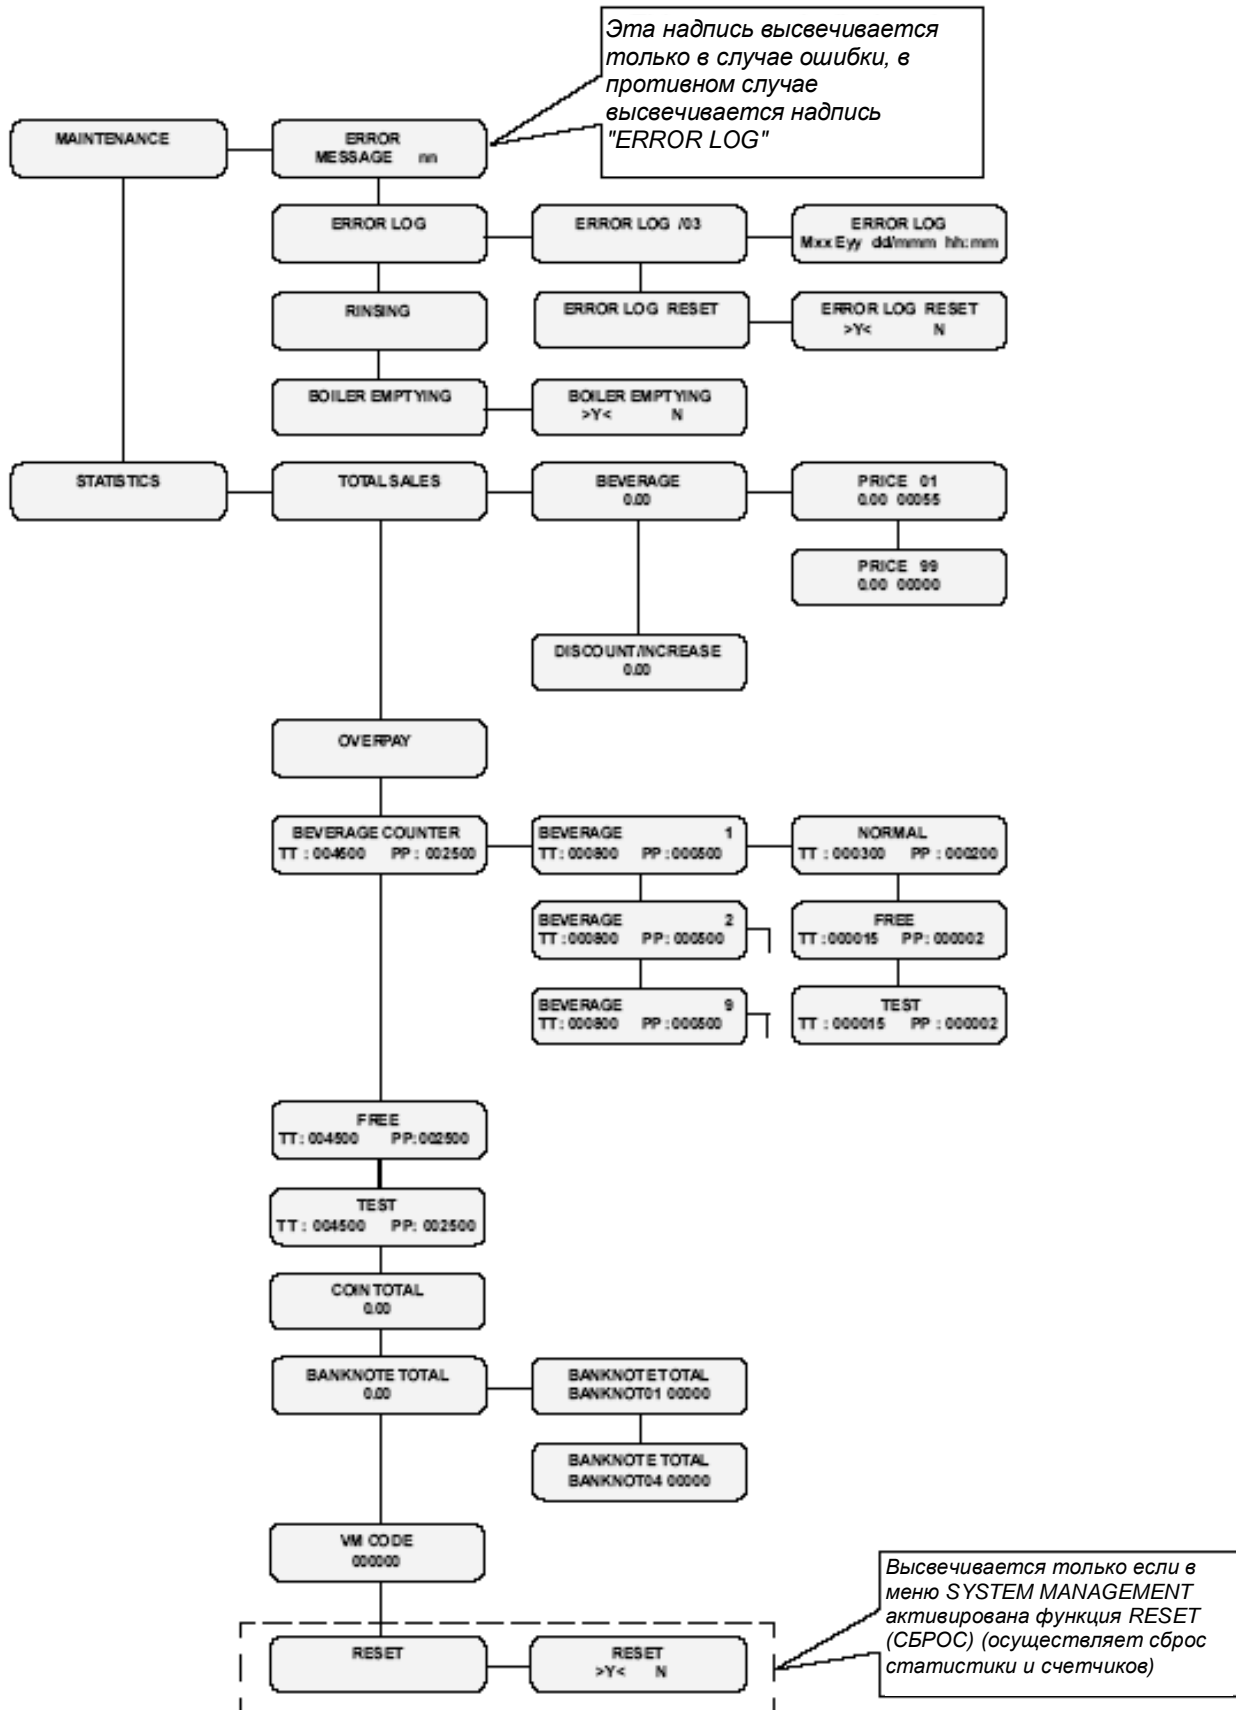 Эта надпись высвечивается
только в случае ошибки, в
противном случае
высвечивается надпись
"ERROR LOG"
MAINTENANCE
ERROR
MESSAGE nn
ERROR LOG
ERROR LOG /03
ERROR LOG
Mxx Eyy dd/mmm hh:mm
RINSING
ERROR LOG RESET
ERROR LOG RESET
>Y< N
BOILER EMPTYING
BOILER EMPTYING
>Y< N
STATISTICS
TOTAL SALES
BEVERAGE
0.00
PRICE 01
0.00 00055
PRICE 99
0.00 00000
DISCOUNT/INCREASE
0.00
OVERPAY
BEVERAGE COUNTER
TT : 004500 PP : 002500
BEVERAGE 1
TT : 000800 PP : 000500
NORMAL
TT : 000300 PP : 000200
BEVERAGE 2
TT : 000800 PP : 000500
FREE
TT : 000015 PP : 000002
BEVERAGE 9
TT : 000800 PP : 000500
TEST
TT : 000015 PP : 000002
FREE
TT : 004500 PP: 002500
TEST
TT : 004500 PP: 002500
COIN TOTAL
0.00
BANKNOTE TOTAL
0.00
BANKNOTE TOTAL
BANKNOT01 00000
BANKNOTE TOTAL
BANKNOT04 00000
VM CODE
000000
Высвечивается только если в
меню SYSTEM MANAGEMENT
активирована функция RESET
(СБРОС) (осуществляет сброс
статистики и счетчиков)
RESET
RESET
>Y< N